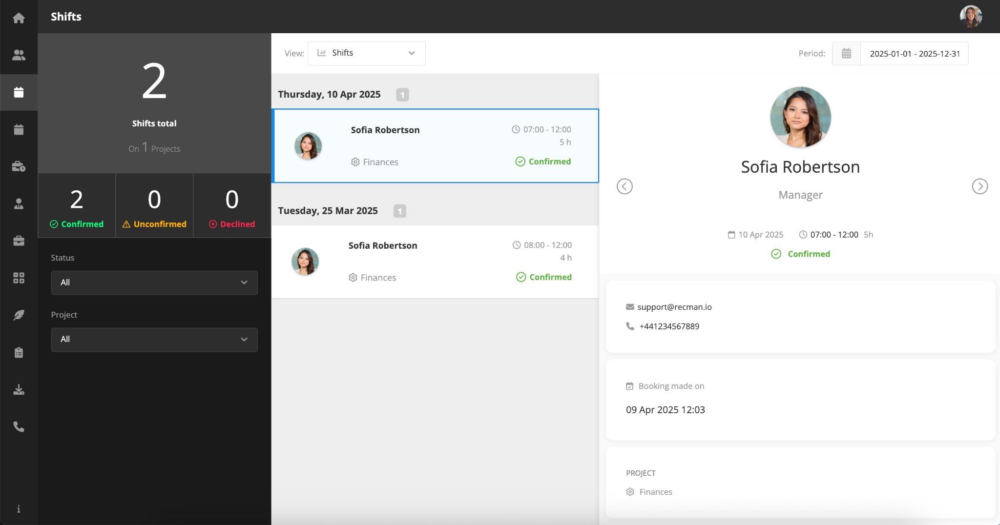 Shifts
2
Shifts total
On 1 Projects
2
Confirmed
0
Unconfirmed
0
Declined
Status
All
Project
All
View:
Shifts
Period:
2025-01-01 - 2025-12-31
Thursday, 10 Apr 2025
1
Sofia Robertson
07:00 - 12:00
5 h
Finances
Confirmed
Tuesday, 25 Mar 2025
1
Sofia Robertson
08:00 - 12:00
4 h
Finances
Confirmed
Sofia Robertson
Manager
10 Apr 2025 07:00 - 12:00 5h
Confirmed
support@recman.io
+441234567889
Booking made on
09 Apr 2025 12:03
PROJECT
Finances
i